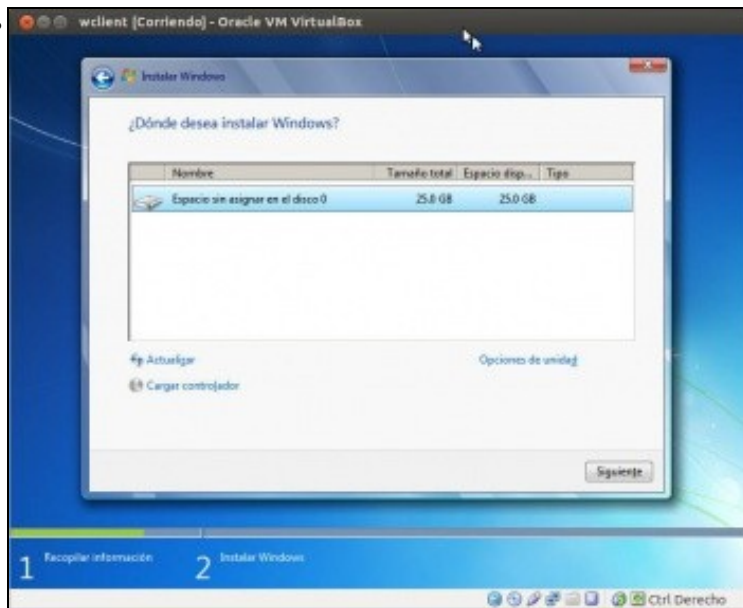 wclient [Corriendo] - Oracle VM VirtualBox
Instalar Windows
¿Dónde desea instalar Windows?
Nombre Tamaño total Espacio disp... Tipo
Espacio sin asignar en el disco 0 25.0 GB 25.0 GB
Actualizar Opciones de unidad
Cargar controlador
Siguiente
1 Recopilar información 2 Instalar Windows
Ctrl Derecho